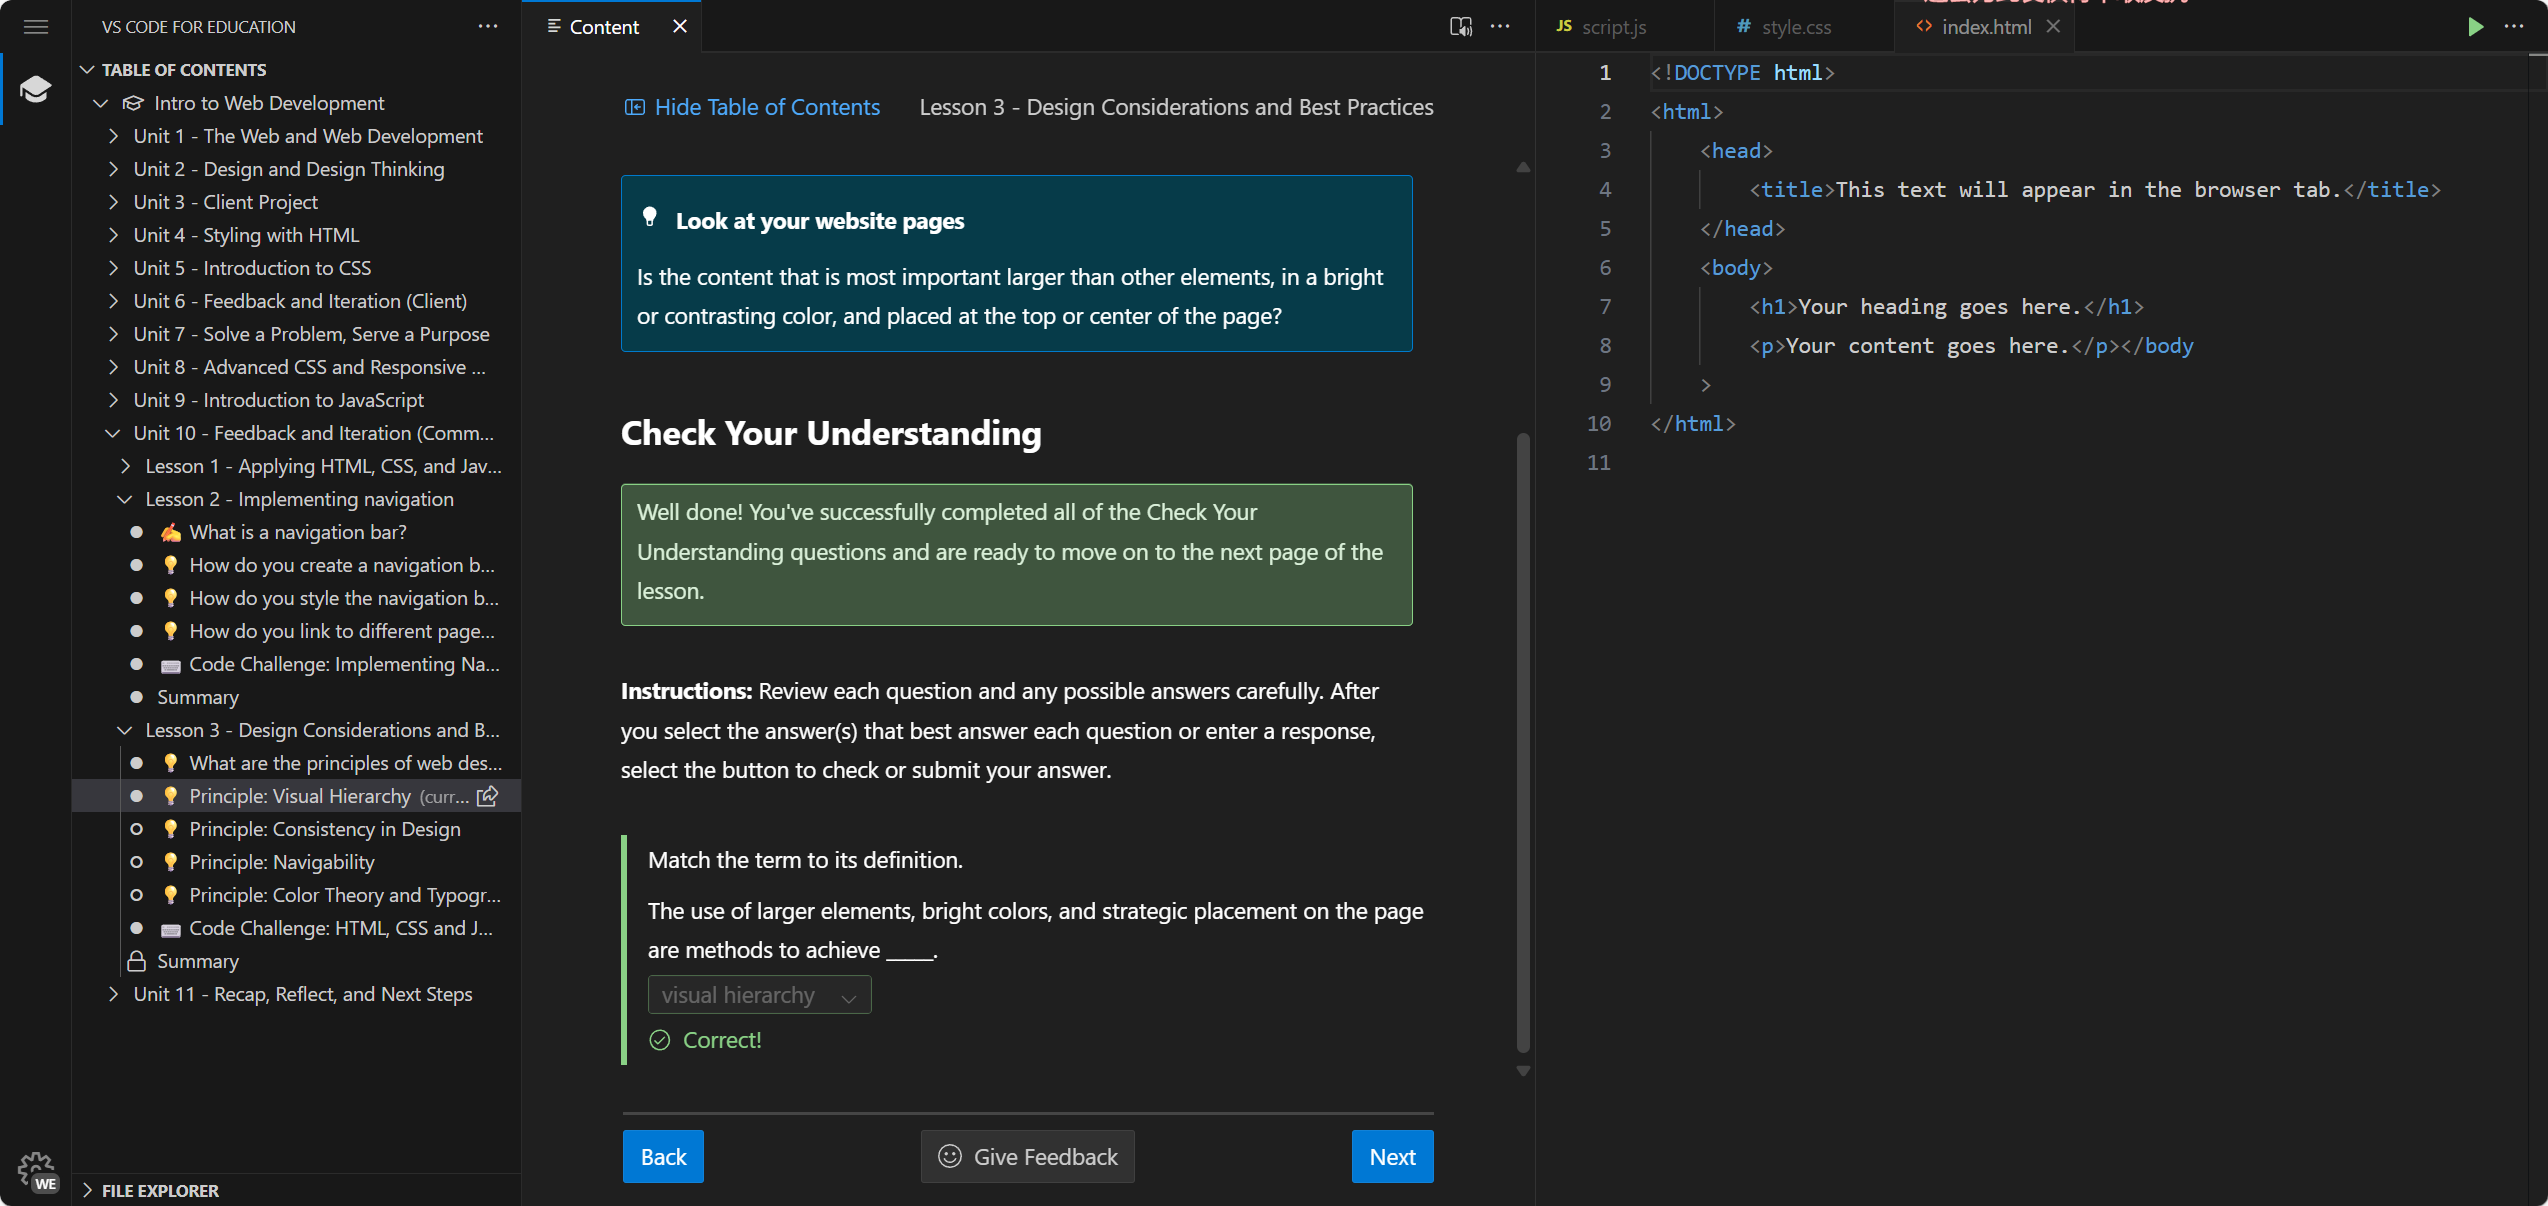 VS CODE FOR EDUCATION
TABLE OF CONTENTS
Intro to Web Development
Unit 1 - The Web and Web Development
Unit 2 - Design and Design Thinking
Unit 3 - Client Project
Unit 4 - Styling with HTML
Unit 5 - Introduction to CSS
Unit 6 - Feedback and Iteration (Client)
Unit 7 - Solve a Problem, Serve a Purpose
Unit 8 - Advanced CSS and Responsive ...
Unit 9 - Introduction to JavaScript
Unit 10 - Feedback and Iteration (Comm...
Lesson 1 - Applying HTML, CSS, and Jav...
Lesson 2 - Implementing navigation
What is a navigation bar?
How do you create a navigation b...
How do you style the navigation b...
How do you link to different page...
Code Challenge: Implementing Na...
Summary
Lesson 3 - Design Considerations and B...
What are the principles of web des...
Principle: Visual Hierarchy (curr...
Principle: Consistency in Design
Principle: Navigability
Principle: Color Theory and Typogr...
Code Challenge: HTML, CSS and J...
Summary
Unit 11 - Recap, Reflect, and Next Steps
WE
FILE EXPLORER
Content
Hide Table of Contents
Lesson 3 - Design Considerations and Best Practices
Look at your website pages
Is the content that is most important larger than other elements, in a bright
or contrasting color, and placed at the top or center of the page?
Check Your Understanding
Well done! You've successfully completed all of the Check Your
Understanding questions and are ready to move on to the next page of the
lesson.
Instructions: Review each question and any possible answers carefully. After
you select the answer(s) that best answer each question or enter a response,
select the button to check or submit your answer.
Match the term to its definition.
The use of larger elements, bright colors, and strategic placement on the page
are methods to achieve _____.
visual hierarchy
Correct!
Back
Give Feedback
Next
JS script.js
# style.css
<> index.html
1 <!DOCTYPE html>
2 <html>
3 <head>
4 <title>This text will appear in the browser tab.</title>
5 </head>
6 <body>
7 <h1>Your heading goes here.</h1>
8 <p>Your content goes here.</p></body
9 >
10 </html>
11